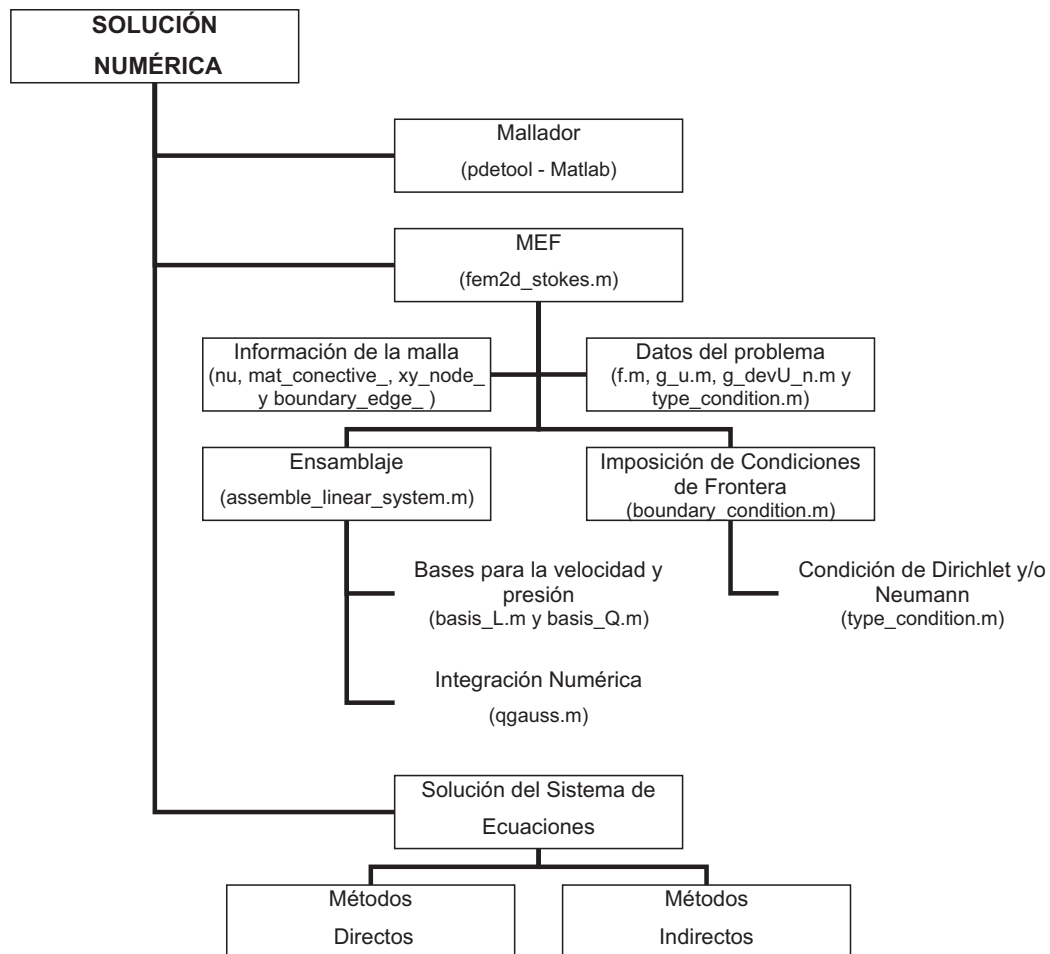 SOLUCIÓN
NUMÉRICA
Mallador
(pdetool - Matlab)
MEF
(fem2d_stokes.m)
Información de la malla
(nu, mat_conective_, xy_node_
y boundary_edge_ )
Datos del problema
(f.m, g_u.m, g_devU_n.m y
type_condition.m)
Ensamblaje
(assemble_linear_system.m)
Imposición de Condiciones
de Frontera
(boundary_condition.m)
Bases para la velocidad y
presión
(basis_L.m y basis_Q.m)
Condición de Dirichlet y/o
Neumann
(type_condition.m)
Integración Numérica
(qgauss.m)
Solución del Sistema de
Ecuaciones
Métodos
Directos
Métodos
Indirectos